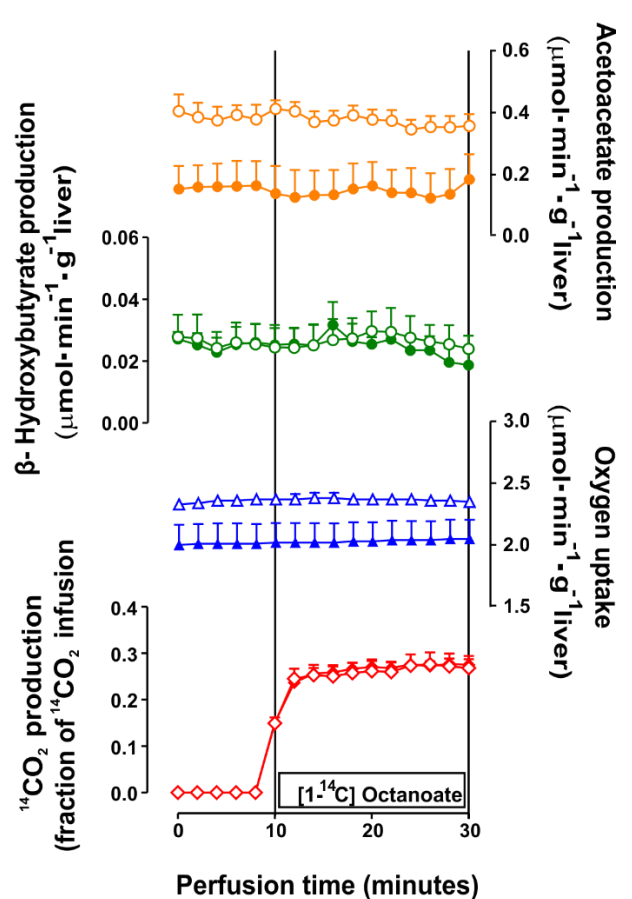 Acetoacetate production
(μmol·min⁻¹·g⁻¹liver)
0.6
0.4
0.2
0.0
β- Hydroxybutyrate production
(μmol·min⁻¹·g⁻¹liver)
0.06
0.04
0.02
0.00
Oxygen uptake
(μmol·min⁻¹·g⁻¹liver)
3.0
2.5
2.0
1.5
¹⁴CO₂ production
(fraction of ¹⁴CO₂ infusion
0.4
0.3
0.2
0.1
0.0
[1-¹⁴C] Octanoate
0 10 20 30
Perfusion time (minutes)